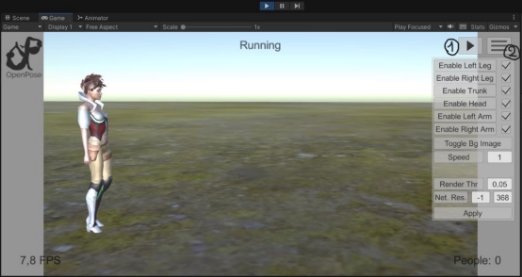 Scene Game Animator
Game Display 1 Free Aspect Scale 1x Play Focused Stats Gizmos
Running
1
2
OpenPose
Enable Left Leg
Enable Right Leg
Enable Trunk
Enable Head
Enable Left Arm
Enable Right Arm
Toggle Bg Image
Speed 1
Render Thr 0.05
Net. Res. -1 368
Apply
7,8 FPS
People: 0